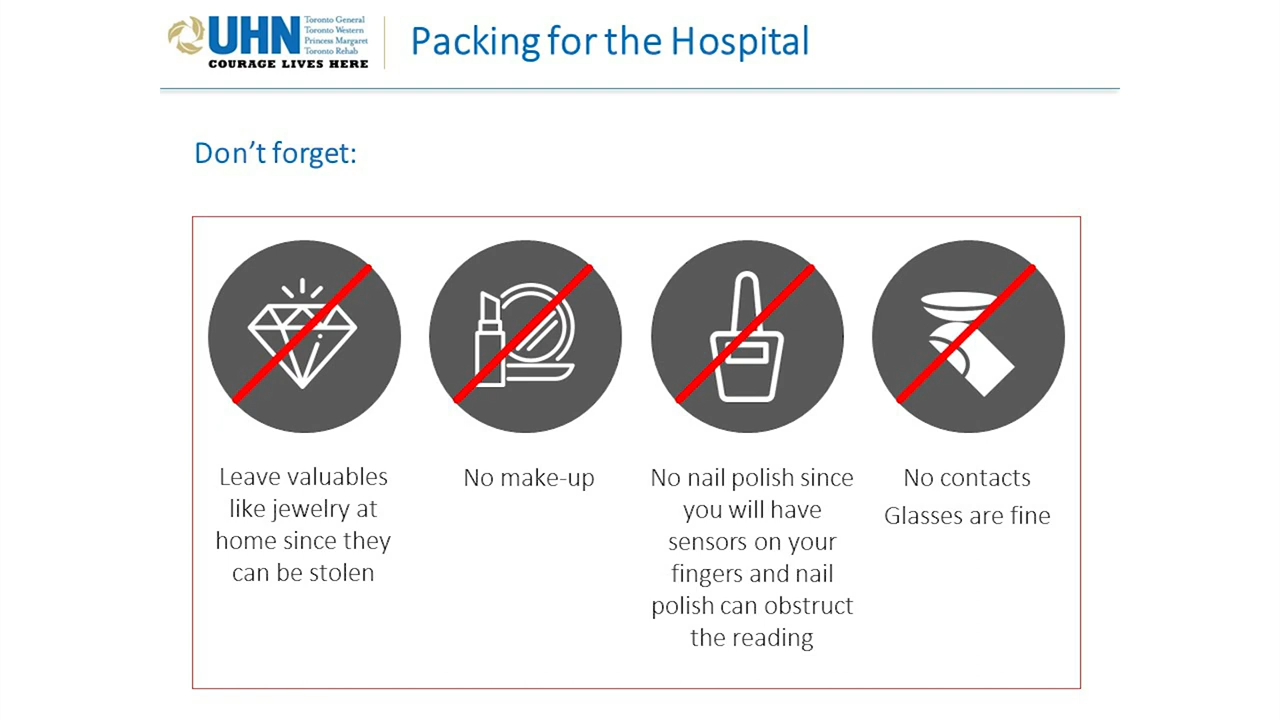 UHN
Toronto General
Toronto Western
Princess Margaret
Toronto Rehab
COURAGE LIVES HERE
Packing for the Hospital
Don’t forget:
Leave valuables
like jewelry at
home since they
can be stolen
No make-up
No nail polish since
you will have
sensors on your
fingers and nail
polish can obstruct
the reading
No contacts
Glasses are fine